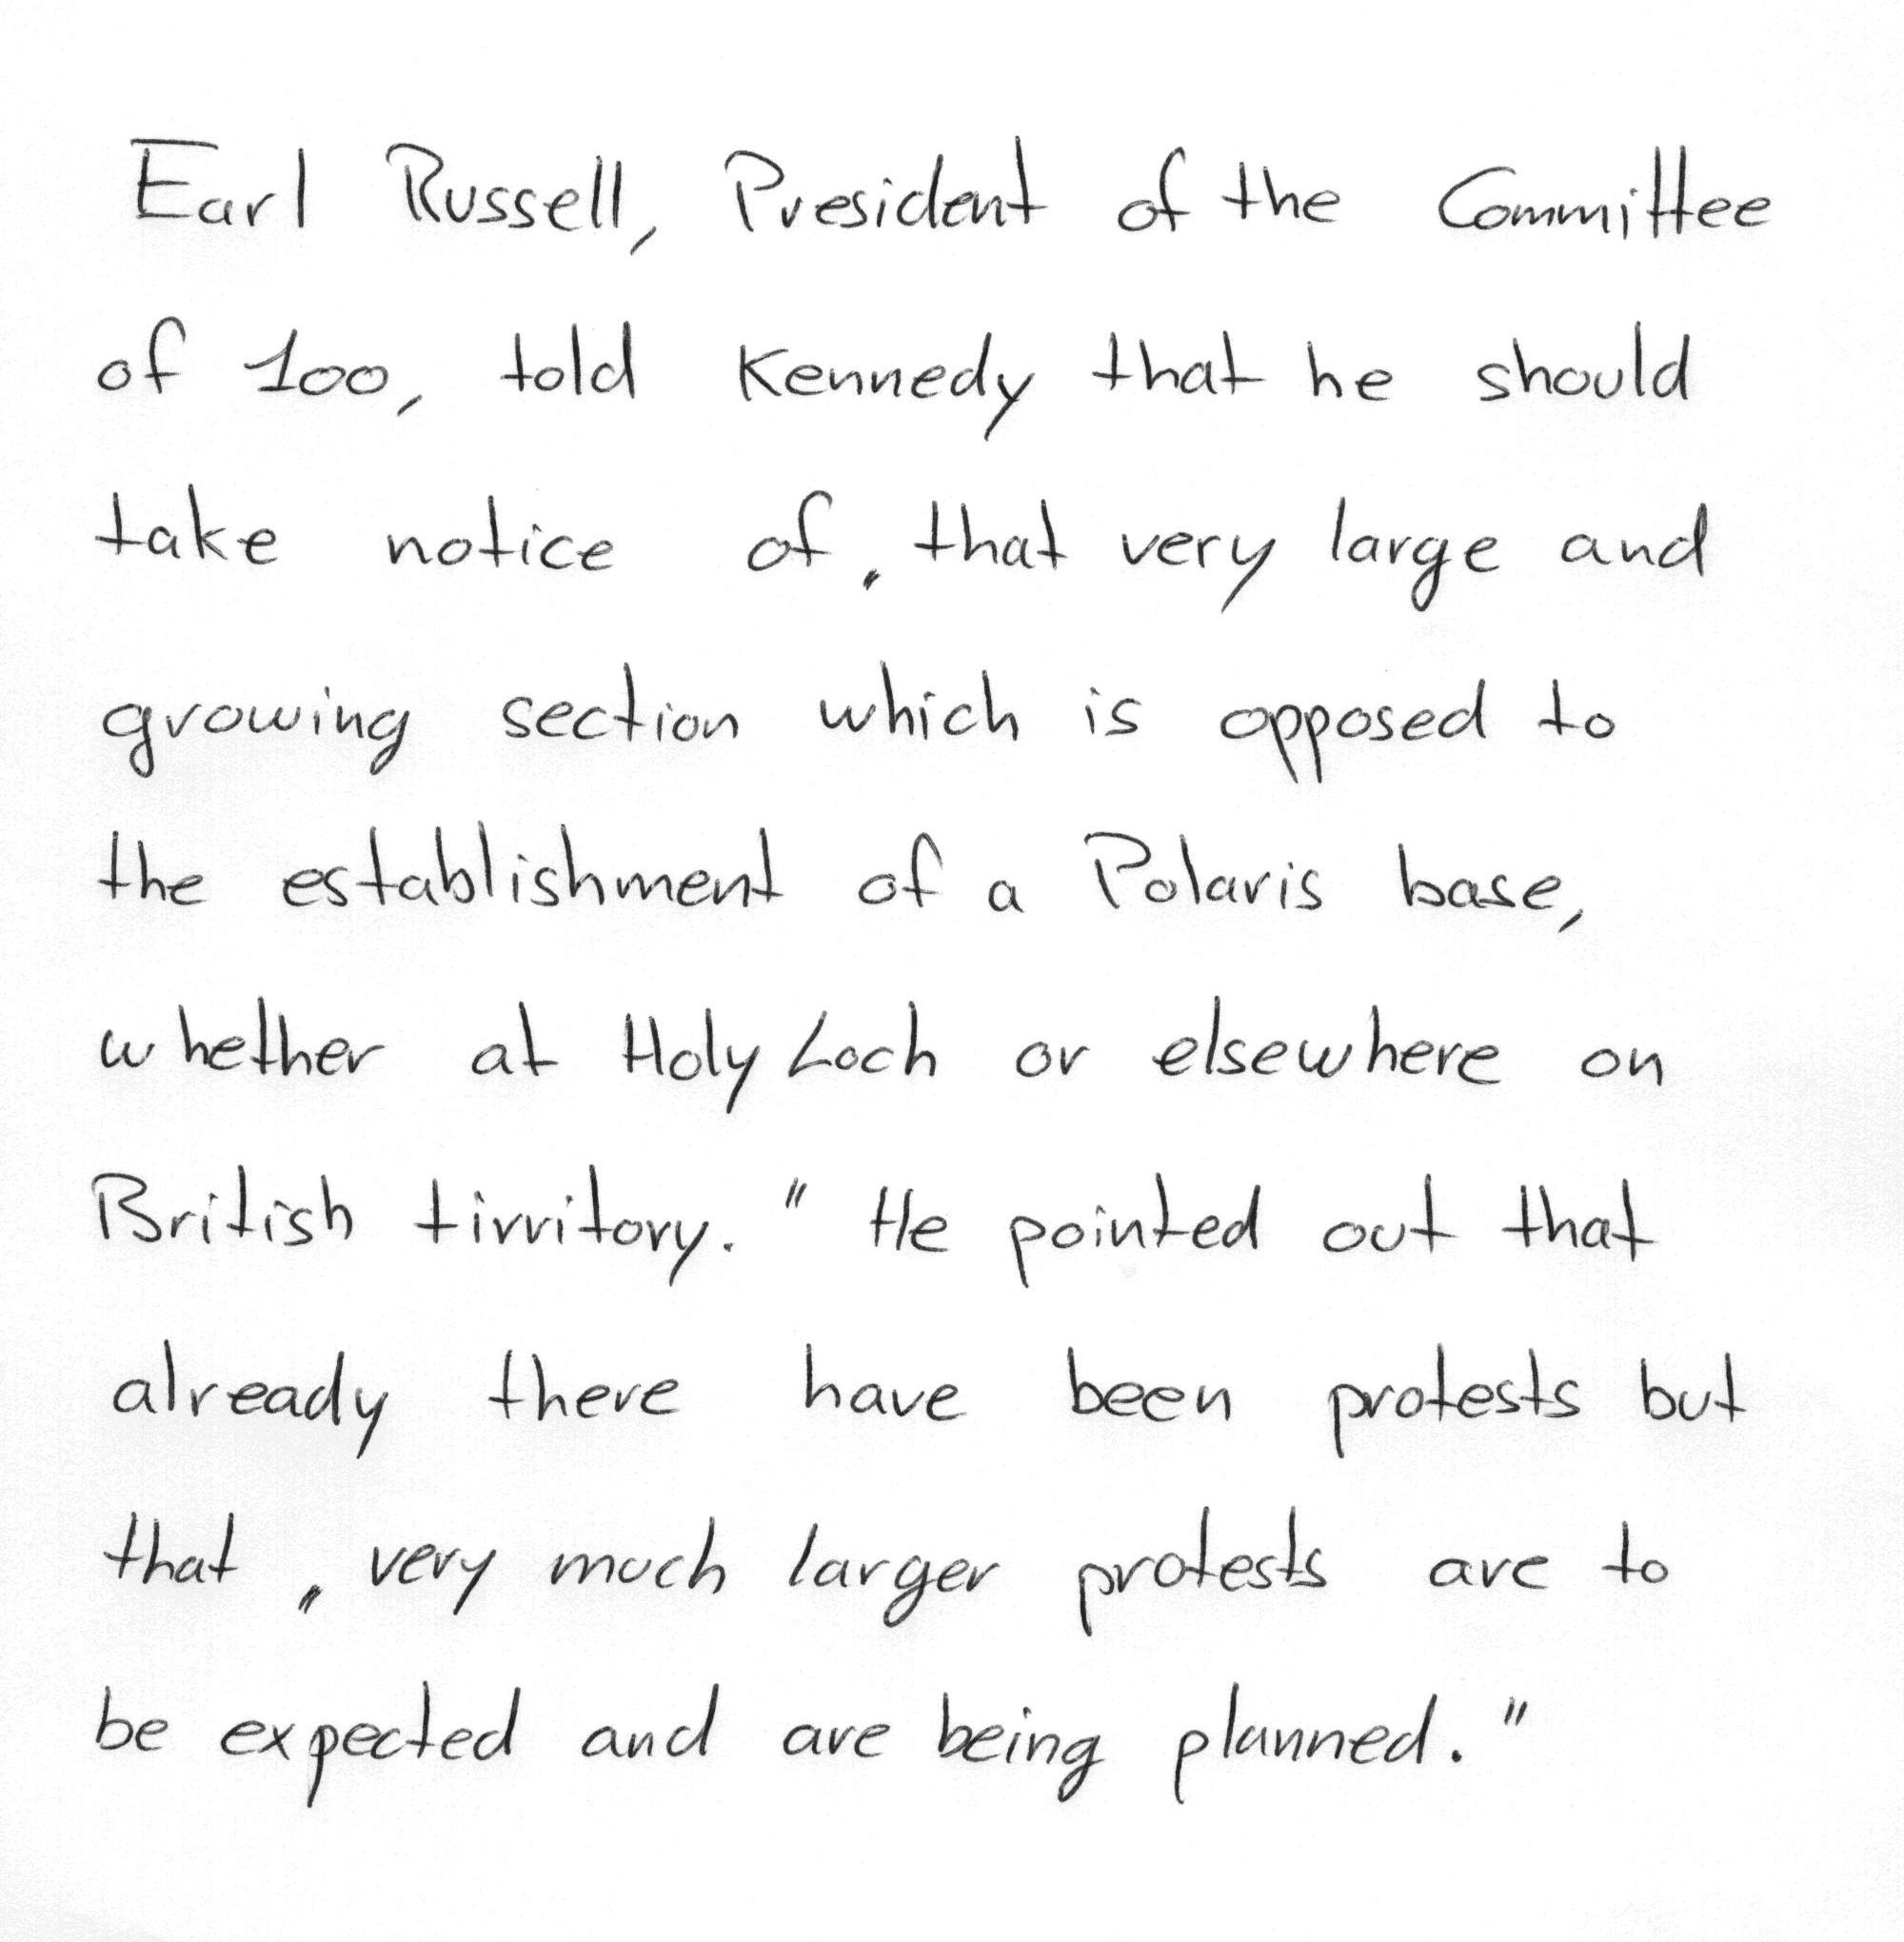 Earl Russell, President of the Committee
of 100, told Kennedy that he should
take notice of „that very large and
growing section which is opposed to
the establishment of a Polaris base,
whether at Holy Loch or elsewhere on
British tirritory." He pointed out that
already there have been protests but
that „very much larger protests are to
be expected and are being planned."